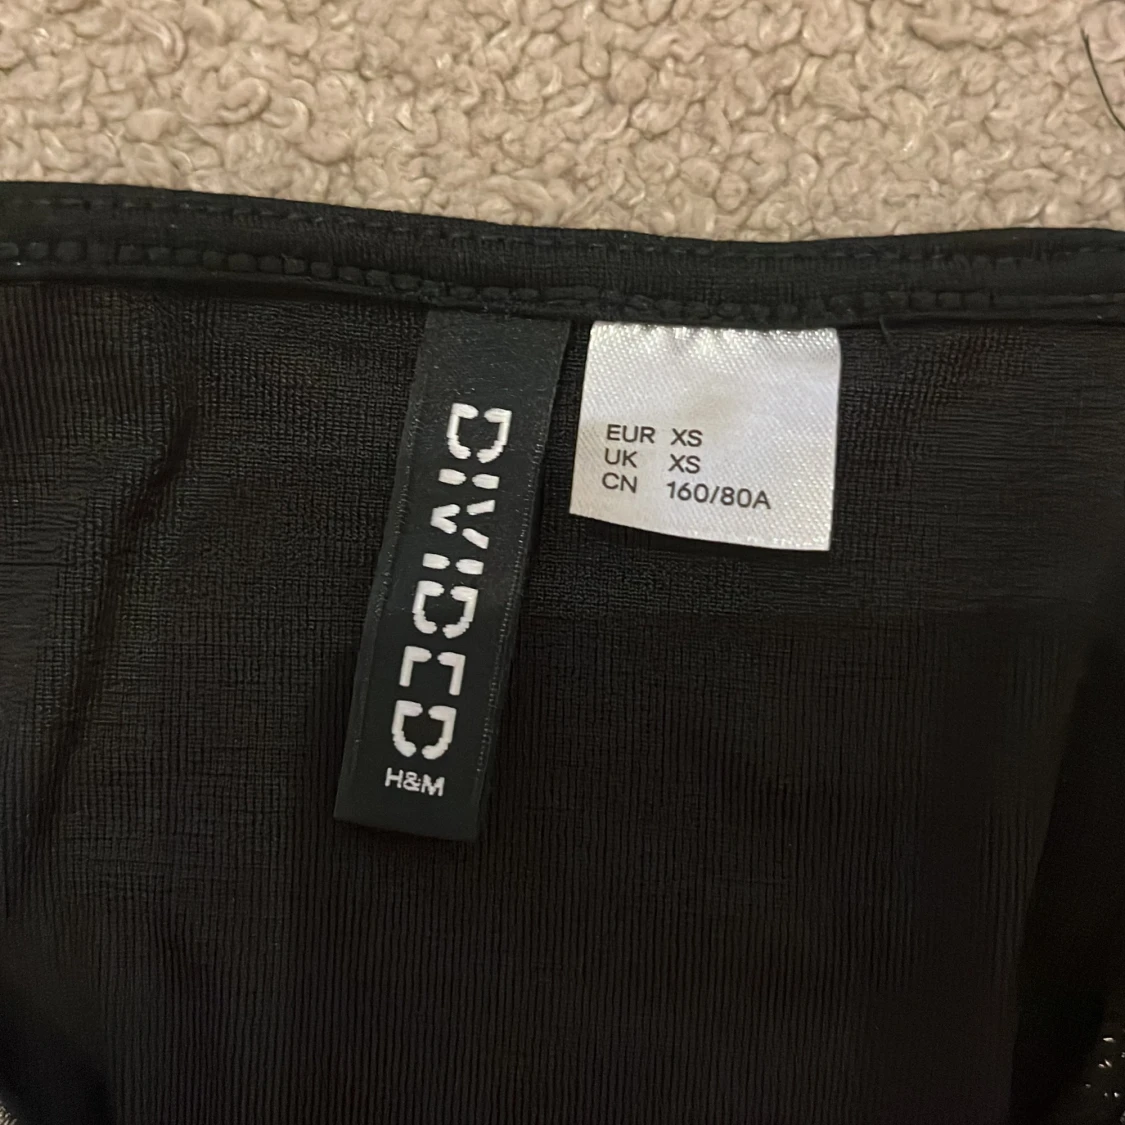 DIVIDED
H&M
EUR XS
UK XS
CN 160/80A